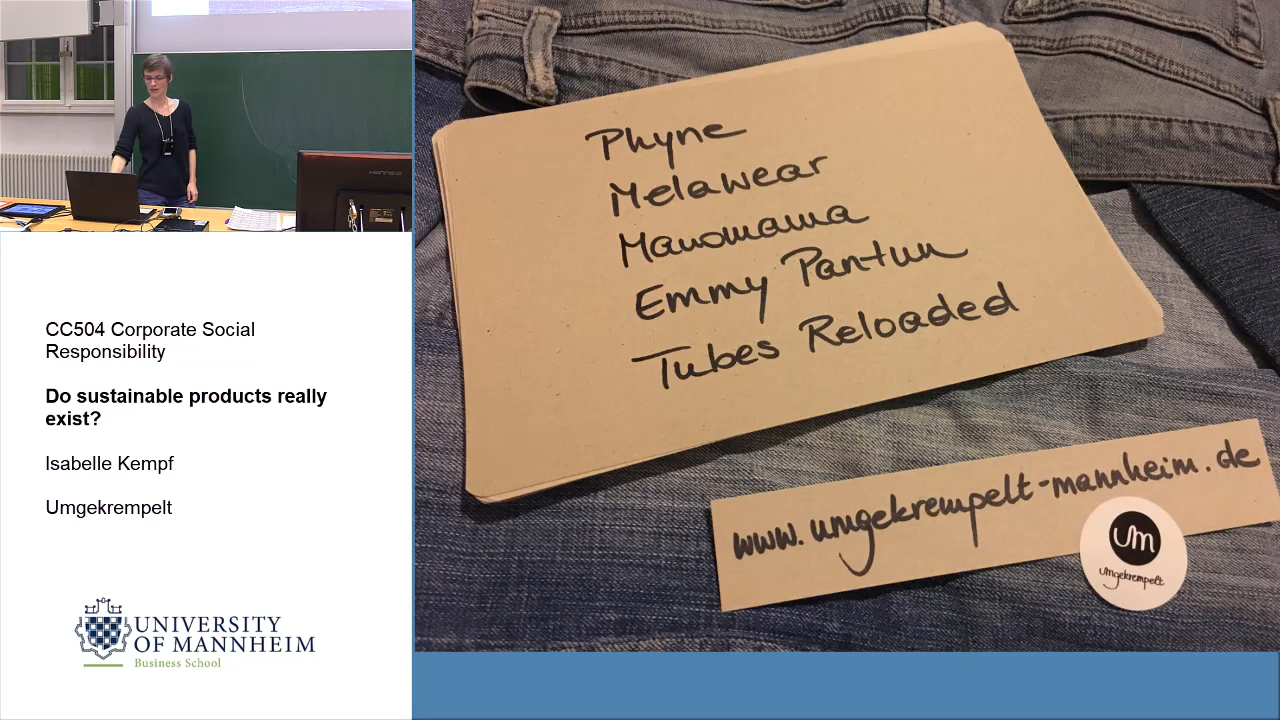 CC504 Corporate Social
Responsibility
Do sustainable products really
exist?
Isabelle Kempf
Umgekrempelt
UNIVERSITY
OF MANNHEIM
Business School
Phyne
Melawear
Manomama
Emmy Pantun
Tubes Reloaded
www.umgekrempelt-mannheim.de
um
umgekrempelt